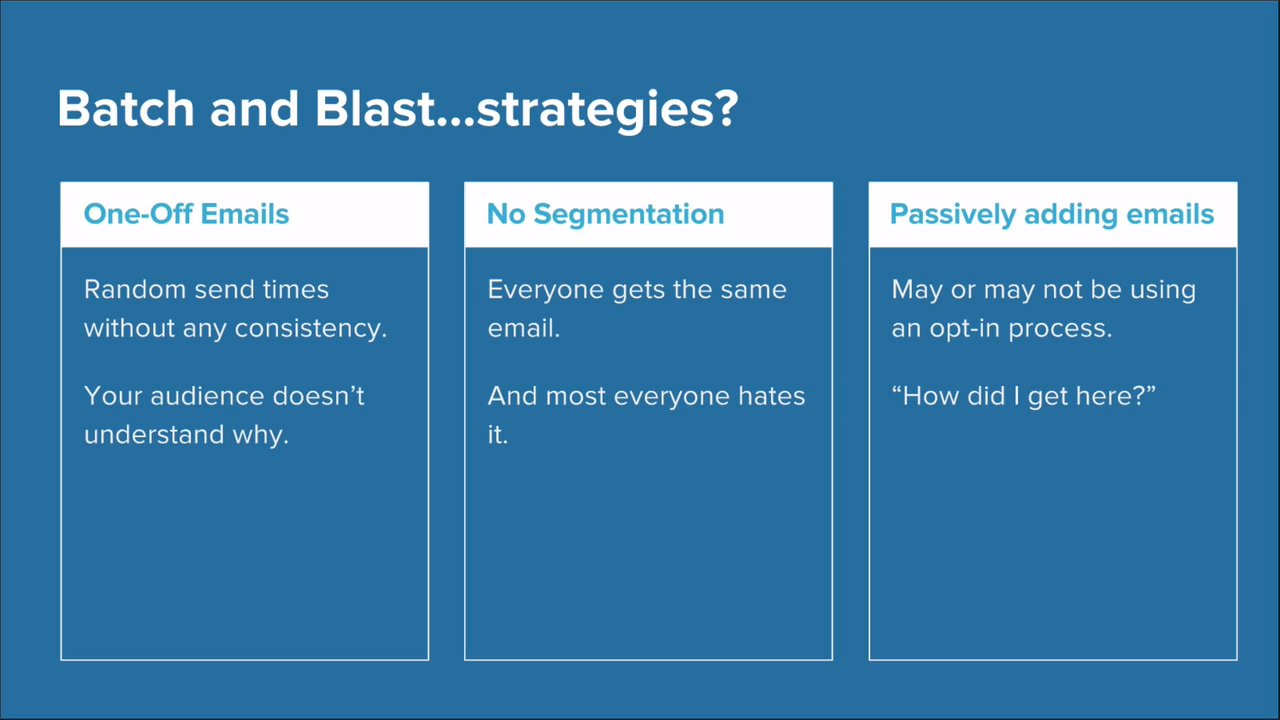 Batch and Blast...strategies?
One-Off Emails
Random send times
without any consistency.
Your audience doesn’t
understand why.
No Segmentation
Everyone gets the same
email.
And most everyone hates
it.
Passively adding emails
May or may not be using
an opt-in process.
“How did I get here?”